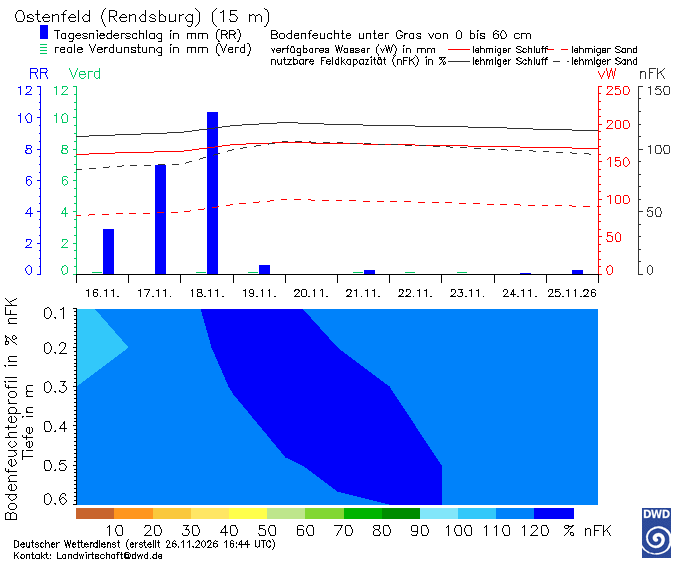 Ostenfeld (Rendsburg) (15 m)
Tagesniederschlag in mm (RR)
reale Verdunstung in mm (Verd)
Bodenfeuchte unter Gras von 0 bis 60 cm
verfügbares Wasser (vW) in mm lehmiger Schluff lehmiger Sand
nutzbare Feldkapazität (nFK) in % lehmiger Schluff lehmiger Sand
RR Verd vW nFK
12 12 250 150
10 10 200
8 8 150 100
6 6
4 4 100 50
2 2 50
0 0 0 0
16.11. 17.11. 18.11. 19.11. 20.11. 21.11. 22.11. 23.11. 24.11. 25.11.26
Bodenfeuchteprofil in % nFK
Tiefe in m
0.1
0.2
0.3
0.4
0.5
0.6
10 20 30 40 50 60 70 80 90 100 110 120 % nFK
DWD
Deutscher Wetterdienst (erstellt 26.11.2026 16:44 UTC)
Kontakt: Landwirtschaft@dwd.de